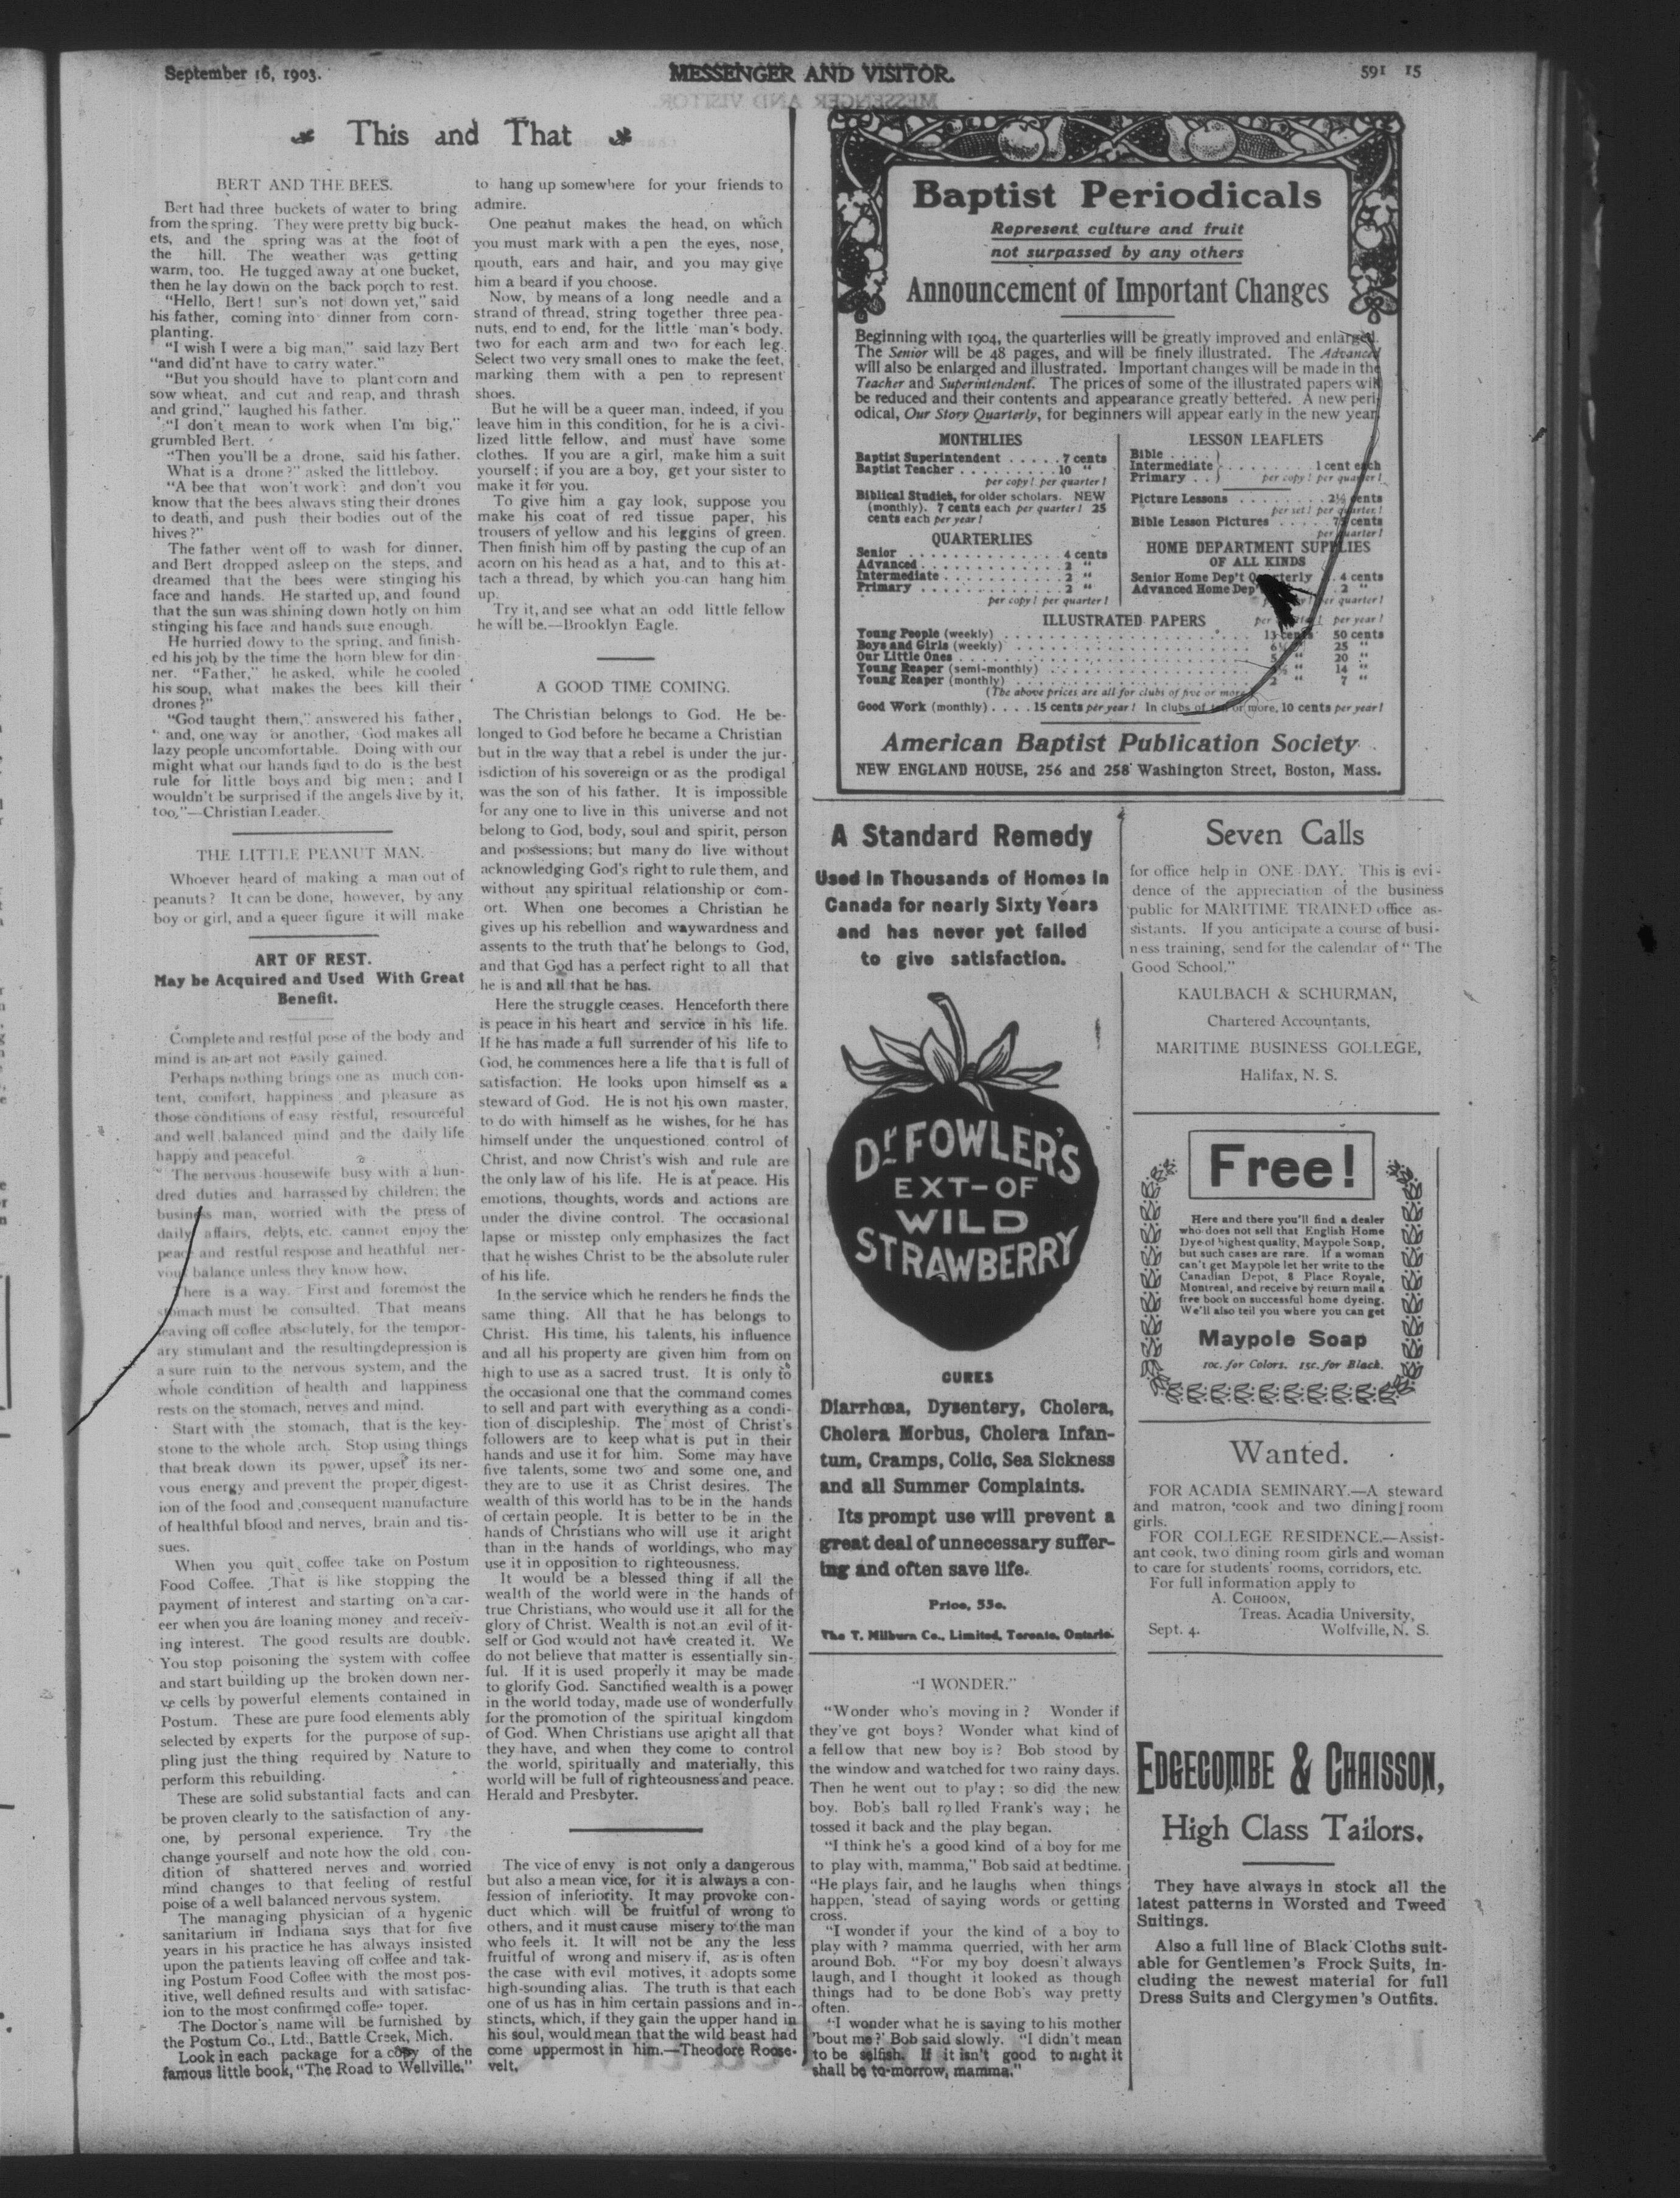 September 16, 1903.
MESSENGER AND VISITOR.
591 15
This and That
BERT AND THE BEES.
Bert had three buckets of water to bring
from the spring. They were pretty big buck-
ets, and the spring was at the foot of
the hill. The weather was getting
warm, too. He tugged away at one bucket,
then he lay down on the back porch to rest.
"Hello, Bert! sun's not down yet," said
his father, coming into dinner from corn-
planting.
"I wish I were a big man," said lazy Bert
"and did'nt have to carry water."
"But you should have to plant corn and
sow wheat, and cut and reap, and thrash
and grind," laughed his father.
"I don't mean to work when I'm big,"
grumbled Bert.
"Then you'll be a drone, said his father.
What is a drone?" asked the littleboy.
"A bee that won't work: and don't you
know that the bees always sting their drones
to death, and push their bodies out of the
hives?"
The father went off to wash for dinner,
and Bert dropped asleep on the steps, and
dreamed that the bees were stinging his
face and hands. He started up, and found
that the sun was shining down hotly on him
stinging his face and hands sure enough.
He hurried dowy to the spring, and finish-
ed his job by the time the horn blew for din-
ner. "Father," he asked, while he cooled
his soup, what makes the bees kill their
drones?"
"God taught them," answered his father,
" and, one way or another, God makes all
lazy people uncomfortable. Doing with our
might what our hands find to do is the best
rule for little boys and big men; and I
wouldn't be surprised if the angels live by it,
too,"—Christian Leader.
THE LITTLE PEANUT MAN.
Whoever heard of making a man out of
peanuts? It can be done, however, by any
boy or girl, and a queer figure it will make
ART OF REST.
May be Acquired and Used With Great
Benefit.
Complete and restful pose of the body and
mind is an art not easily gained.
Perhaps nothing brings one as much con-
tent, comfort, happiness and pleasure as
those conditions of easy restful, resourceful
and well balanced mind and the daily life
happy and peaceful.
The nervous housewife busy with a hun-
dred duties and harrassed by children; the
business man, worried with the press of
daily affairs, debts, etc. cannot enjoy the
peace and restful respose and heathful ner-
vous balance unless they know how.
There is a way. First and foremost the
stomach must be consulted. That means
leaving off coffee absolutely, for the tempor-
ary stimulant and the resultingdepression is
a sure ruin to the nervous system, and the
whole condition of health and happiness
rests on the stomach, nerves and mind.
Start with the stomach, that is the key-
stone to the whole arch. Stop using things
that break down its power, upset its ner-
vous energy and prevent the proper digest-
ion of the food and consequent manufacture
of healthful blood and nerves, brain and tis-
sues.
When you quit coffee take on Postum
Food Coffee. That is like stopping the
payment of interest and starting on a car-
eer when you are loaning money and receiv-
ing interest. The good results are double.
You stop poisoning the system with coffee
and start building up the broken down ner-
ve cells by powerful elements contained in
Postum. These are pure food elements ably
selected by experts for the purpose of sup-
pling just the thing required by Nature to
perform this rebuilding.
These are solid substantial facts and can
be proven clearly to the satisfaction of any-
one, by personal experience. Try the
change yourself and note how the old con-
dition of shattered nerves and worried
mind changes to that feeling of restful
poise of a well balanced nervous system.
The managing physician of a hygenic
sanitarium in Indiana says that for five
years in his practice he has always insisted
upon the patients leaving off coffee and tak-
ing Postum Food Coffee with the most pos-
itive, well defined results and with satisfac-
ion to the most confirmed coffee toper.
The Doctor's name will be furnished by
the Postum Co., Ltd., Battle Creek, Mich.
Look in each package for a copy of the
famous little book, "The Road to Wellville."
to hang up somewhere for your friends to
admire.
One peanut makes the head, on which
you must mark with a pen the eyes, nose,
mouth, ears and hair, and you may give
him a beard if you choose.
Now, by means of a long needle and a
strand of thread, string together three pea-
nuts, end to end, for the little man's body,
two for each arm and two for each leg.
Select two very small ones to make the feet,
marking them with a pen to represent
shoes.
But he will be a queer man, indeed, if you
leave him in this condition, for he is a civi-
lized little fellow, and must have some
clothes. If you are a girl, make him a suit
yourself; if you are a boy, get your sister to
make it for you.
To give him a gay look, suppose you
make his coat of red tissue paper, his
trousers of yellow and his leggins of green.
Then finish him off by pasting the cup of an
acorn on his head as a hat, and to this at-
tach a thread, by which you can hang him
up.
Try it, and see what an odd little fellow
he will be.—Brooklyn Eagle.
A GOOD TIME COMING.
The Christian belongs to God. He be-
longed to God before he became a Christian
but in the way that a rebel is under the jur-
isdiction of his sovereign or as the prodigal
was the son of his father. It is impossible
for any one to live in this universe and not
belong to God, body, soul and spirit, person
and possessions; but many do live without
acknowledging God's right to rule them, and
without any spiritual relationship or com-
ort. When one becomes a Christian he
gives up his rebellion and waywardness and
assents to the truth that he belongs to God,
and that God has a perfect right to all that
he is and all that he has.
Here the struggle ceases. Henceforth there
is peace in his heart and service in his life.
If he has made a full surrender of his life to
God, he commences here a life that is full of
satisfaction. He looks upon himself as a
steward of God. He is not his own master,
to do with himself as he wishes, for he has
himself under the unquestioned control of
Christ, and now Christ's wish and rule are
the only law of his life. He is at peace. His
emotions, thoughts, words and actions are
under the divine control. The occasional
lapse or misstep only emphasizes the fact
that he wishes Christ to be the absolute ruler
of his life.
In the service which he renders he finds the
same thing. All that he has belongs to
Christ. His time, his talents, his influence
and all his property are given him from on
high to use as a sacred trust. It is only to
the occasional one that the command comes
to sell and part with everything as a condi-
tion of discipleship. The most of Christ's
followers are to keep what is put in their
hands and use it for him. Some may have
five talents, some two and some one, and
they are to use it as Christ desires. The
wealth of this world has to be in the hands
of certain people. It is better to be in the
hands of Christians who will use it aright
than in the hands of worldings, who may
use it in opposition to righteousness.
It would be a blessed thing if all the
wealth of the world were in the hands of
true Christians, who would use it all for the
glory of Christ. Wealth is not an evil of it-
self or God would not have created it. We
do not believe that matter is essentially sin-
ful. If it is used properly it may be made
to glorify God. Sanctified wealth is a power
in the world today, made use of wonderfully
for the promotion of the spiritual kingdom
of God. When Christians use aright all that
they have, and when they come to control
the world, spiritually and materially, this
world will be full of righteousness and peace.
Herald and Presbyter.
The vice of envy is not only a dangerous
but also a mean vice, for it is always a con-
fession of inferiority. It may provoke con-
duct which will be fruitful of wrong to
others, and it must cause misery to the man
who feels it. It will not be any the less
fruitful of wrong and misery if, as is often
the case with evil motives, it adopts some
high-sounding alias. The truth is that each
one of us has in him certain passions and in-
stincts, which, if they gain the upper hand in
his soul, would mean that the wild beast had
come uppermost in him.—Theodore Roose-
velt.
Baptist Periodicals
Represent culture and fruit
not surpassed by any others
Announcement of Important Changes
Beginning with 1904, the quarterlies will be greatly improved and enlarged.
The Senior will be 48 pages, and will be finely illustrated. The Advanced
will also be enlarged and illustrated. Important changes will be made in the
Teacher and Superintendent. The prices of some of the illustrated papers will
be reduced and their contents and appearance greatly bettered. A new peri-
odical, Our Story Quarterly, for beginners will appear early in the new year.
MONTHLIES
Baptist Superintendent . . . . . 7 cents
Baptist Teacher . . . . . . . . . 10 "
per copy! per quarter!
Biblical Studies, for older scholars. NEW
(monthly). 7 cents each per quarter! 25
cents each per year!
QUARTERLIES
Senior . . . . . . . . . . . . . 4 cents
Advanced . . . . . . . . . . . . 2 "
Intermediate . . . . . . . . . . 2 "
Primary . . . . . . . . . . . . . 2 "
per copy! per quarter!
LESSON LEAFLETS
Bible . . . .
Intermediate . . . . . . . . 1 cent each
Primary . . per copy! per quarter!
Picture Lessons . . . . . . . . 2½ cents
per set! per quarter!
Bible Lesson Pictures . . . . . 75 cents
per quarter!
HOME DEPARTMENT SUPPLIES
OF ALL KINDS
Senior Home Dep't Quarterly . 4 cents
Advanced Home Dep't 2 "
per quarter!
ILLUSTRATED PAPERS
per year!
Young People (weekly) . . . . . . . . 13 cents 50 cents
Boys and Girls (weekly) . . . . . . . . 6½ " 25 "
Our Little Ones . . . . . . . . 5 " 20 "
Young Reaper (semi-monthly) . . . . . . . . " 14 "
Young Reaper (monthly) . . . . . . . . 2 " 7 "
(The above prices are all for clubs of five or more.)
Good Work (monthly) . . . . 15 cents per year! In clubs of ten or more, 10 cents per year!
American Baptist Publication Society
NEW ENGLAND HOUSE, 256 and 258 Washington Street, Boston, Mass.
A Standard Remedy
Used in Thousands of Homes in
Canada for nearly Sixty Years
and has never yet failed
to give satisfaction.
Dr FOWLER'S
EXT-OF
WILD
STRAWBERRY
CURES
Diarrhœa, Dysentery, Cholera,
Cholera Morbus, Cholera Infan-
tum, Cramps, Colic, Sea Sickness
and all Summer Complaints.
Its prompt use will prevent a
great deal of unnecessary suffer-
ing and often save life.
Price, 35c.
The T. Milburn Co., Limited, Toronto, Ontario.
"I WONDER."
"Wonder who's moving in? Wonder if
they've got boys? Wonder what kind of
a fellow that new boy is? Bob stood by
the window and watched for two rainy days.
Then he went out to play; so did the new
boy. Bob's ball rolled Frank's way; he
tossed it back and the play began.
"I think he's a good kind of a boy for me
to play with, mamma," Bob said at bedtime.
"He plays fair, and he laughs when things
happen, 'stead of saying words or getting
cross.
"I wonder if your the kind of a boy to
play with? mamma querried, with her arm
around Bob. "For my boy doesn't always
laugh, and I thought it looked as though
things had to be done Bob's way pretty
often.
"I wonder what he is saying to his mother
'bout me?' Bob said slowly. "I didn't mean
to be selfish. If it isn't good to night it
shall be to-morrow, mamma."
Seven Calls
for office help in ONE DAY. This is evi-
dence of the appreciation of the business
public for MARITIME TRAINED office as-
sistants. If you anticipate a course of busi-
ness training, send for the calendar of "The
Good School."
KAULBACH & SCHURMAN,
Chartered Accountants,
MARITIME BUSINESS GOLLEGE,
Halifax, N. S.
Free!
Here and there you'll find a dealer
who does not sell that English Home
Dye of highest quality, Maypole Soap,
but such cases are rare. If a woman
can't get Maypole let her write to the
Canadian Depot, 8 Place Royale,
Montreal, and receive by return mail a
free book on successful home dyeing.
We'll also tell you where you can get
Maypole Soap
10c. for Colors. 15c. for Black.
Wanted.
FOR ACADIA SEMINARY.—A steward
and matron, cook and two dining room
girls.
FOR COLLEGE RESIDENCE.—Assist-
ant cook, two dining room girls and woman
to care for students' rooms, corridors, etc.
For full information apply to
A. COHOON,
Treas. Acadia University,
Sept. 4. Wolfville, N. S.
EDGECOMBE & CHAISSON,
High Class Tailors.
They have always in stock all the
latest patterns in Worsted and Tweed
Suitings.
Also a full line of Black Cloths suit-
able for Gentlemen's Frock Suits, in-
cluding the newest material for full
Dress Suits and Clergymen's Outfits.